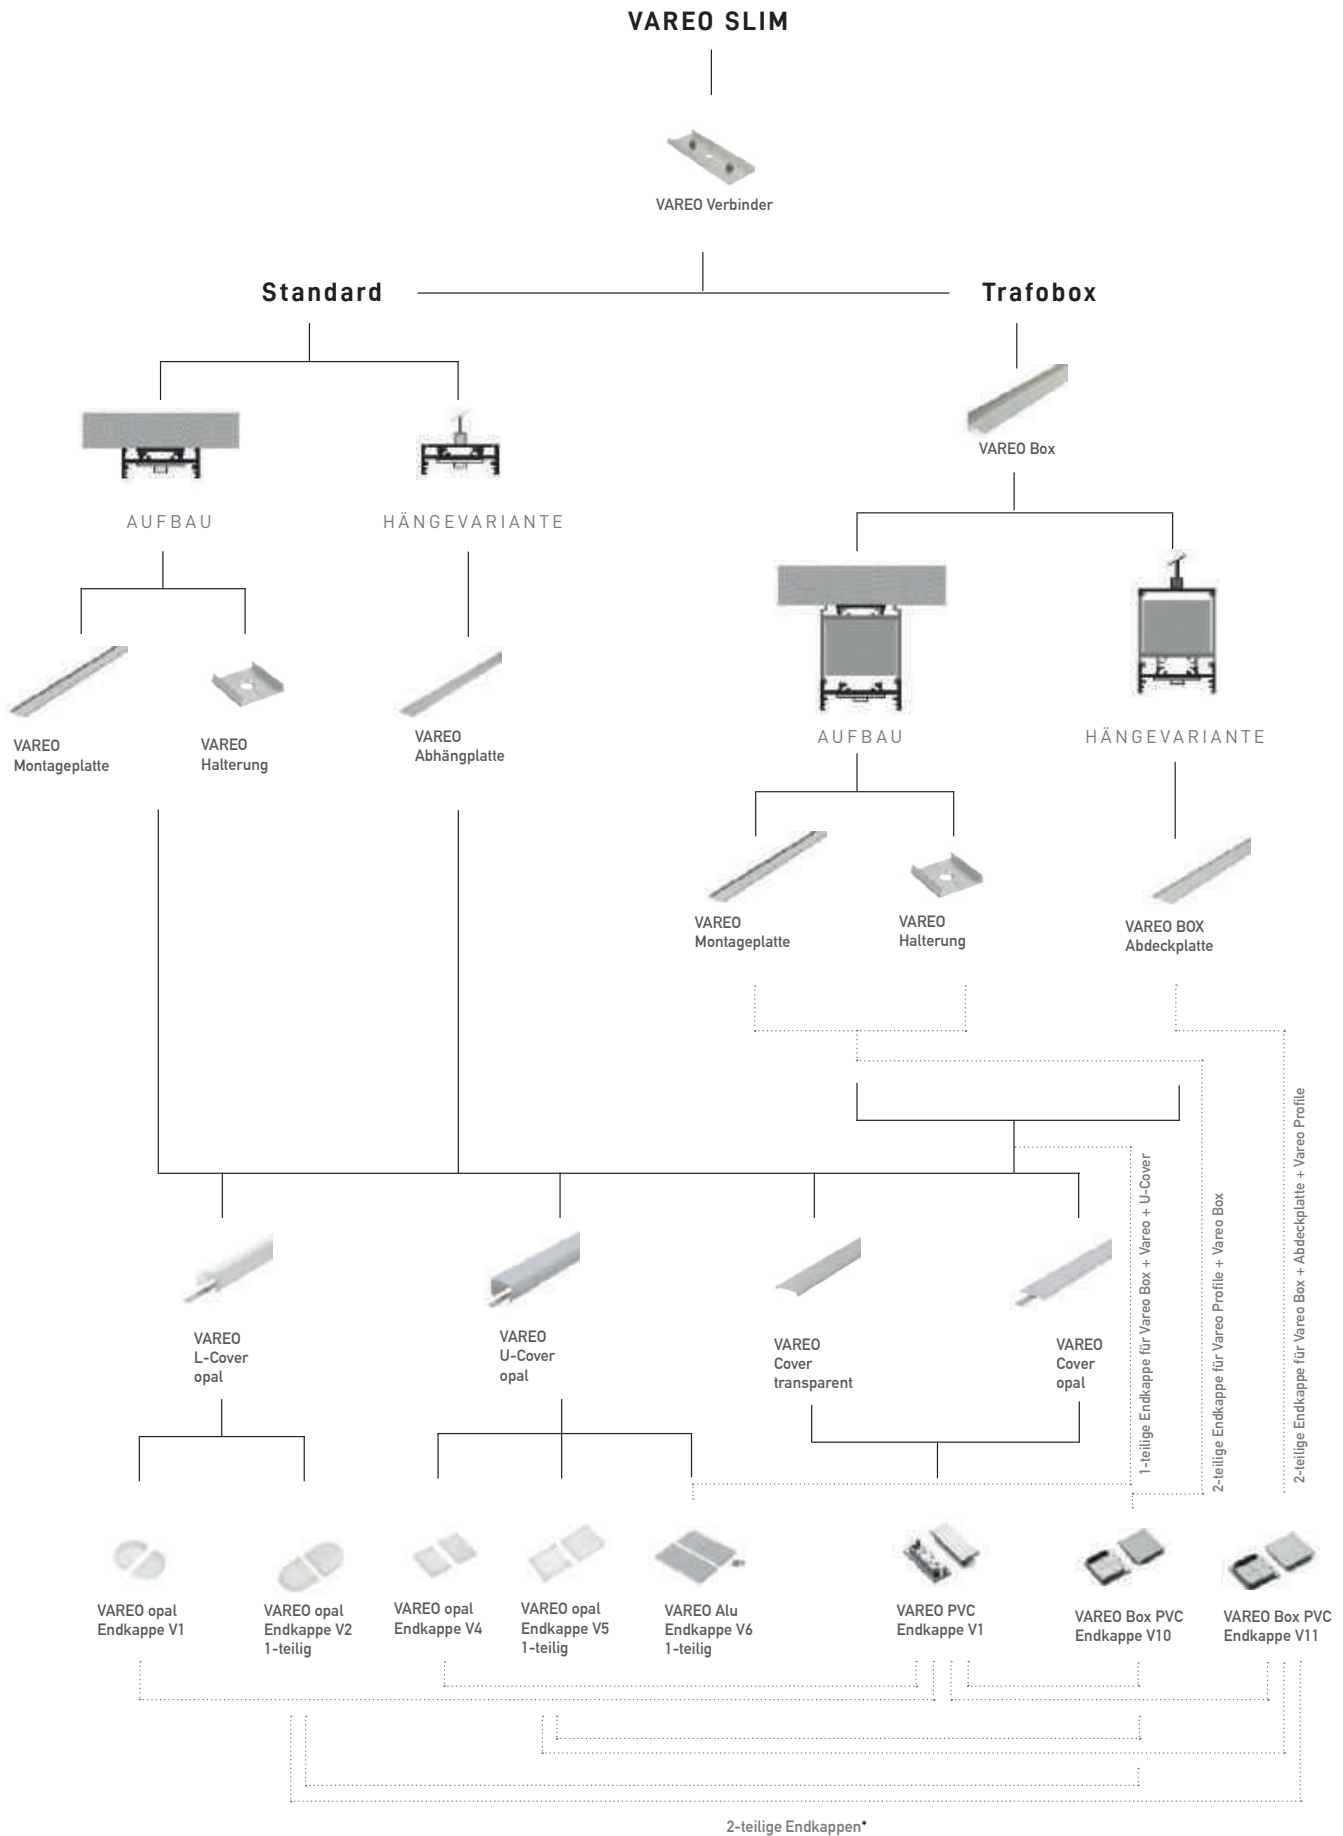 VAREO SLIM
VAREO Verbinder
Standard
Trafobox
VAREO Box
AUFBAU
HÄNGEVARIANTE
VAREO
Montageplatte
VAREO
Halterung
VAREO
Abhängplatte
AUFBAU
HÄNGEVARIANTE
VAREO
Montageplatte
VAREO
Halterung
VAREO BOX
Abdeckplatte
1-teilige Endkappe für Vareo Box + Vareo + U-Cover
2-teilige Endkappe für Vareo Profile + Vareo Box
2-teilige Endkappe für Vareo Box + Abdeckplatte + Vareo Profile
VAREO
L-Cover
opal
VAREO
U-Cover
opal
VAREO
Cover
transparent
VAREO
Cover
opal
VAREO opal
Endkappe V1
VAREO opal
Endkappe V2
1-teilig
VAREO opal
Endkappe V4
VAREO opal
Endkappe V5
1-teilig
VAREO Alu
Endkappe V6
1-teilig
VAREO PVC
Endkappe V1
VAREO Box PVC
Endkappe V10
VAREO Box PVC
Endkappe V11
2-teilige Endkappen*